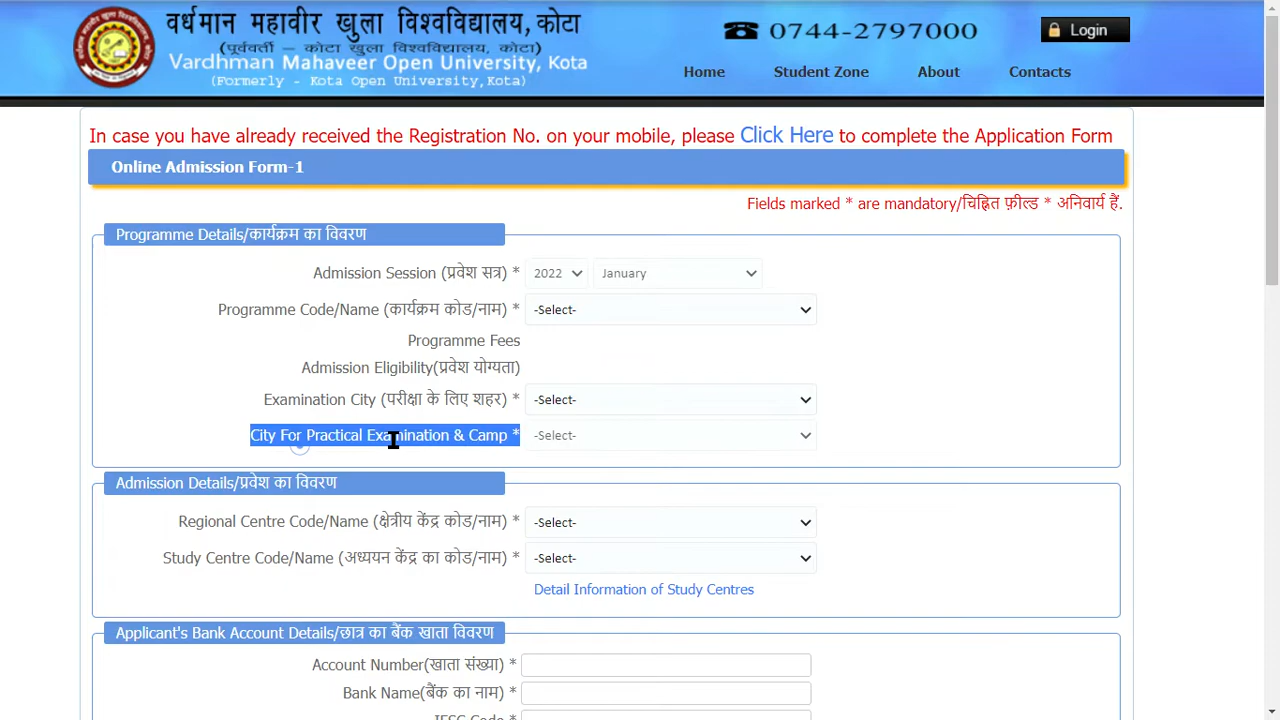 वर्धमान महावीर खुला विश्वविद्यालय, कोटा
(पूर्ववर्ती – कोटा खुला विश्वविद्यालय, कोटा)
Vardhman Mahaveer Open University, Kota
(Formerly - Kota Open University,Kota)
0744-2797000
Login
Home Student Zone About Contacts
In case you have already received the Registration No. on your mobile, please Click Here to complete the Application Form
Online Admission Form-1
Fields marked * are mandatory/चिह्नित फ़ील्ड * अनिवार्य हैं.
Programme Details/कार्यक्रम का विवरण
Admission Session (प्रवेश सत्र) * 2022 January
Programme Code/Name (कार्यक्रम कोड/नाम) * -Select-
Programme Fees
Admission Eligibility(प्रवेश योग्यता)
Examination City (परीक्षा के लिए शहर) * -Select-
City For Practical Examination & Camp * -Select-
Admission Details/प्रवेश का विवरण
Regional Centre Code/Name (क्षेत्रीय केंद्र कोड/नाम) * -Select-
Study Centre Code/Name (अध्ययन केंद्र का कोड/नाम) * -Select-
Detail Information of Study Centres
Applicant's Bank Account Details/छात्र का बैंक खाता विवरण
Account Number(खाता संख्या) *
Bank Name(बैंक का नाम) *
IFSC Code *